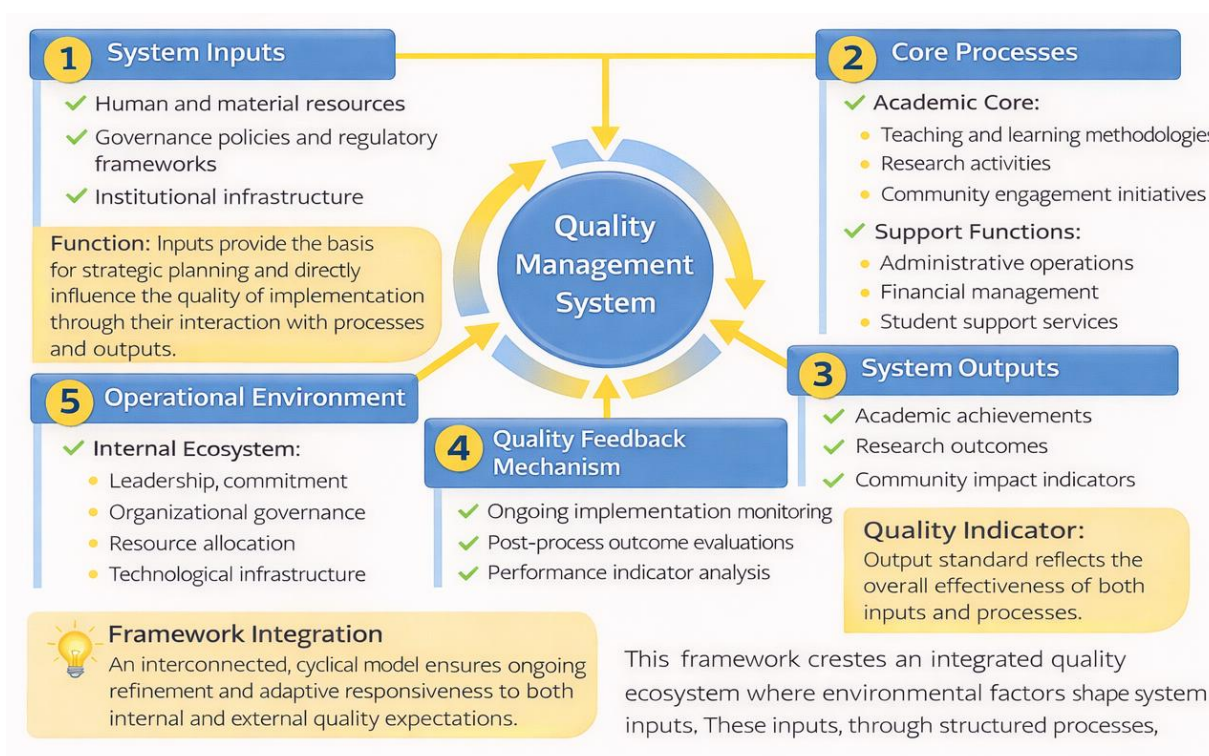 1 System Inputs
Human and material resources
Governance policies and regulatory
frameworks
Institutional infrastructure
Function: Inputs provide the basis
for strategic planning and directly
influence the quality of implementation
through their interaction with processes
and outputs.
2 Core Processes
Academic Core:
Teaching and learning methodologies
Research activities
Community engagement initiatives
Support Functions:
Administrative operations
Financial management
Student support services
Quality
Management
System
3 System Outputs
Academic achievements
Research outcomes
Community impact indicators
Quality Indicator:
Output standard reflects the
overall effectiveness of both
inputs and processes.
4 Quality Feedback
Mechanism
Ongoing implementation monitoring
Post-process outcome evaluations
Performance indicator analysis
5 Operational Environment
Internal Ecosystem:
Leadership, commitment
Organizational governance
Resource allocation
Technological infrastructure
Framework Integration
An interconnected, cyclical model ensures ongoing
refinement and adaptive responsiveness to both
internal and external quality expectations.
This framework crestes an integrated quality
ecosystem where environmental factors shape system
inputs. These inputs, through structured processes,